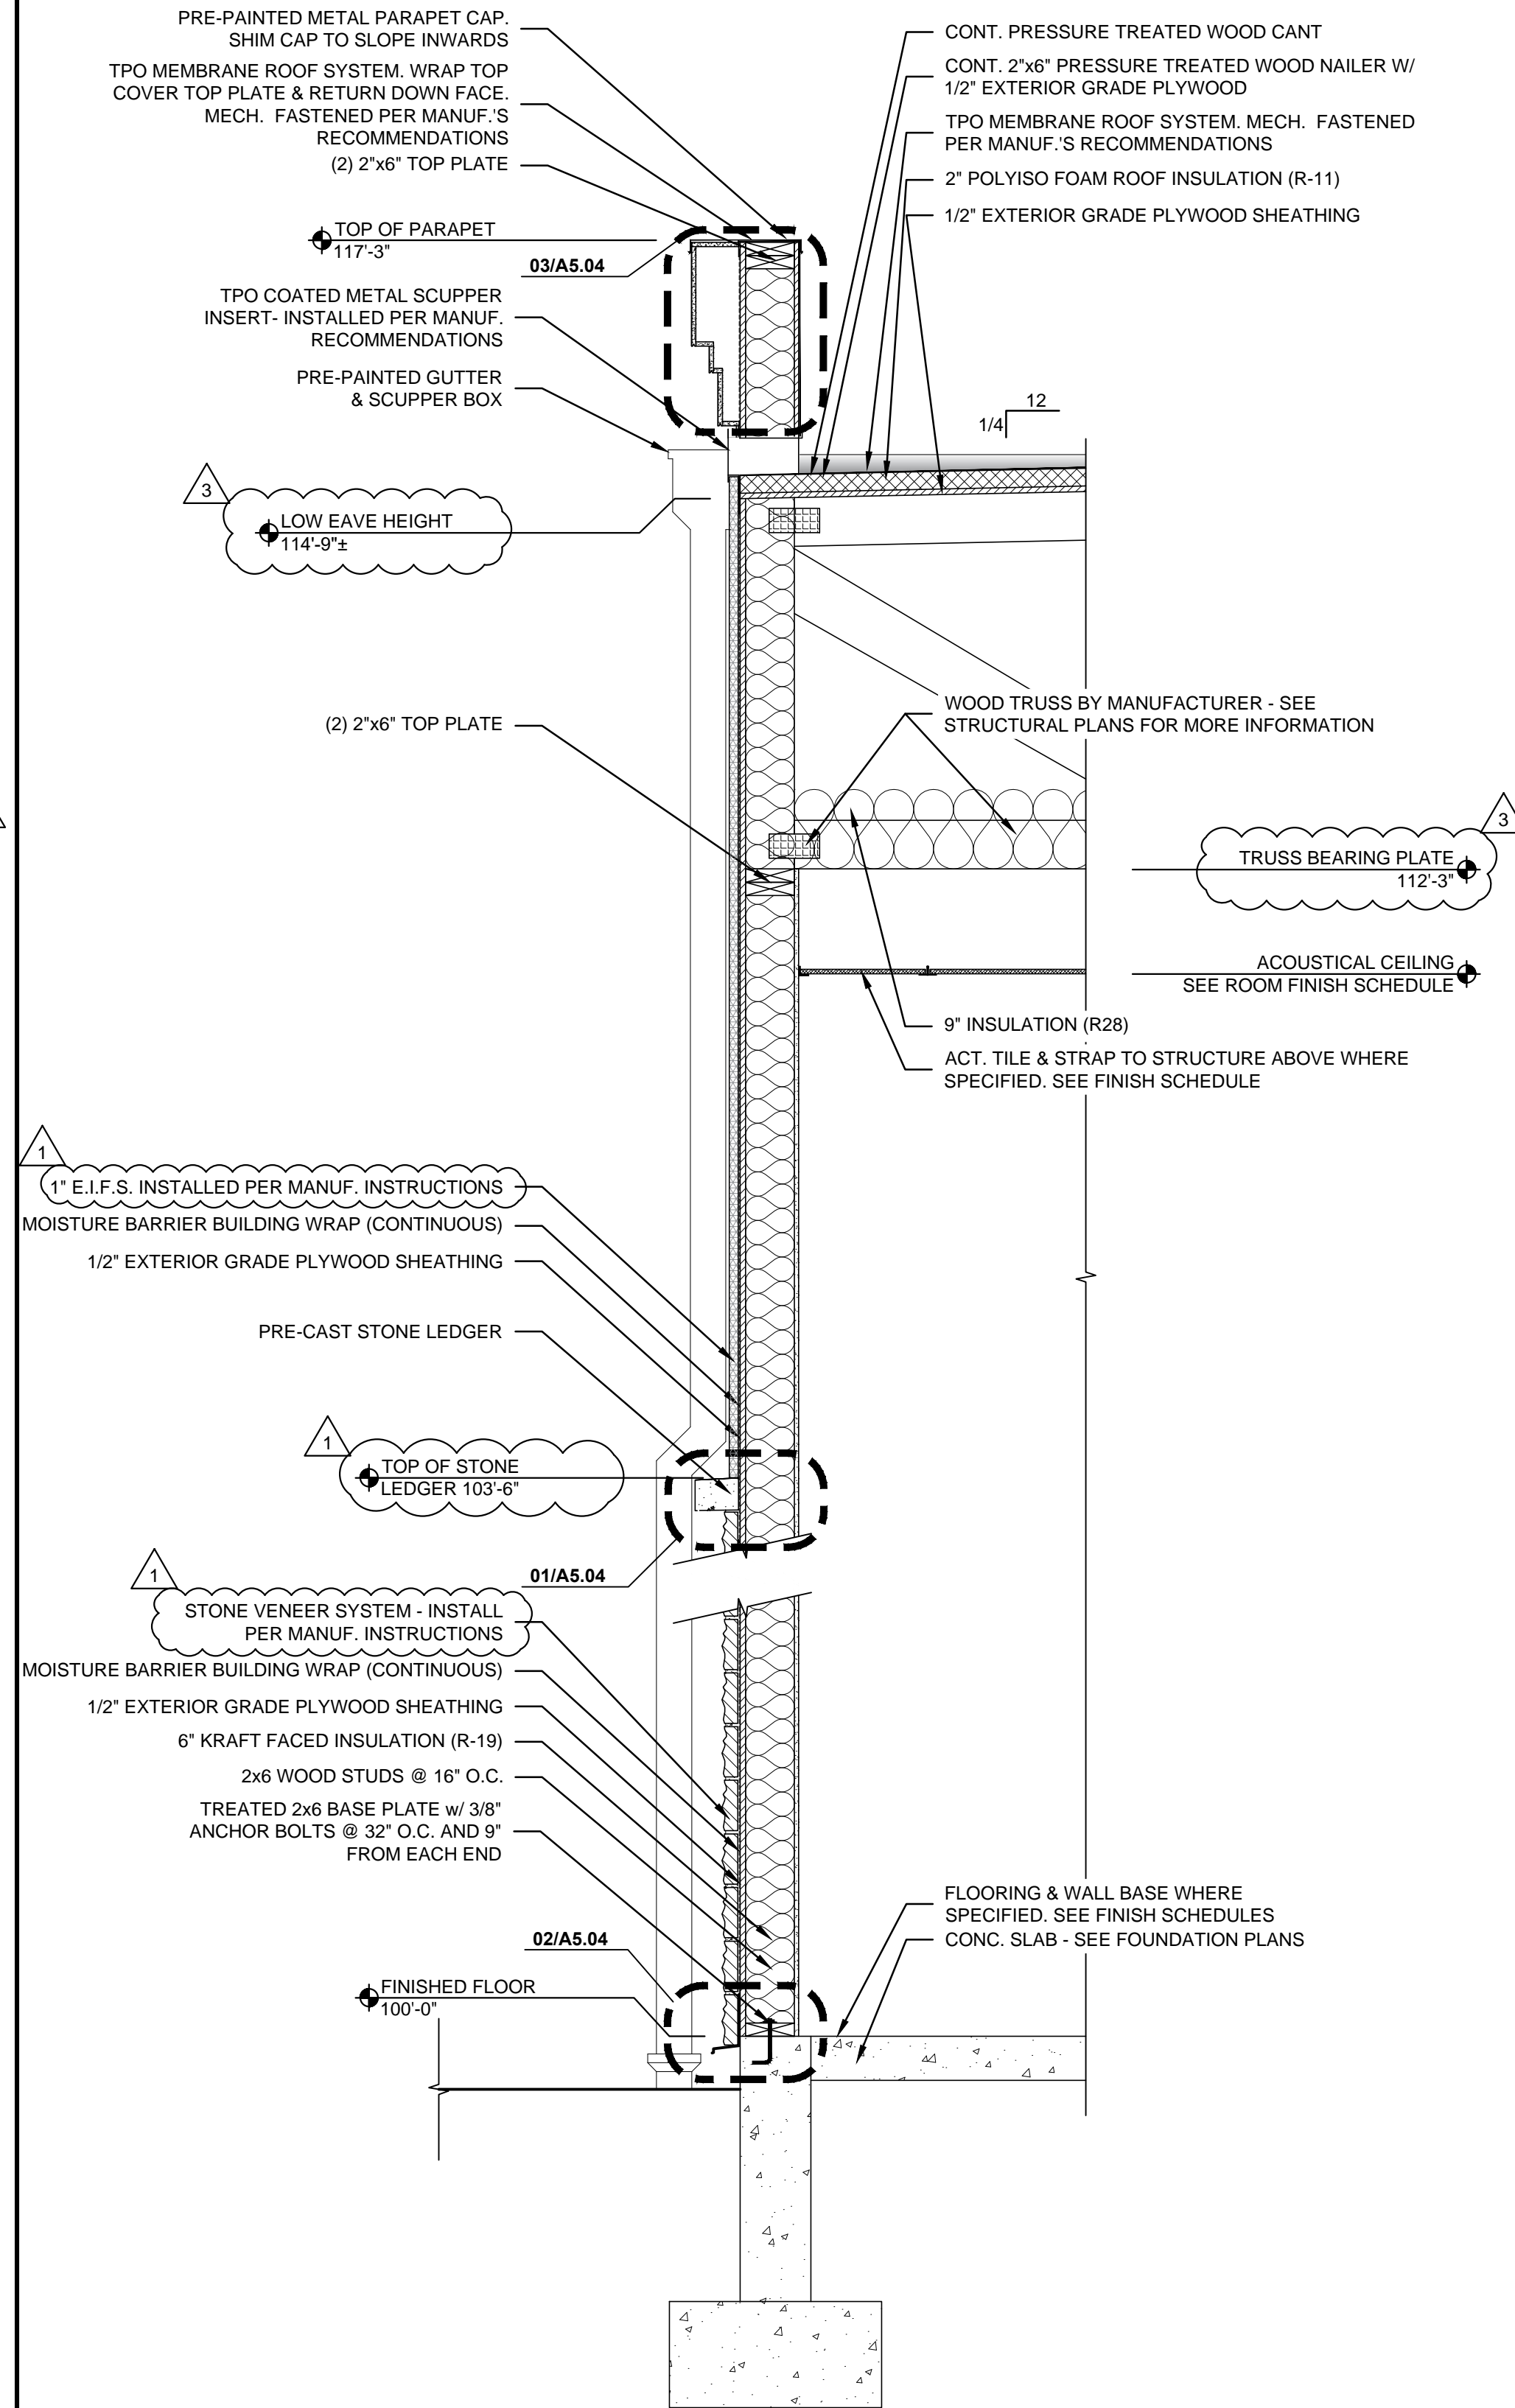 PRE-PAINTED METAL PARAPET CAP.
SHIM CAP TO SLOPE INWARDS
TPO MEMBRANE ROOF SYSTEM. WRAP TOP
COVER TOP PLATE & RETURN DOWN FACE.
MECH. FASTENED PER MANUF.'S
RECOMMENDATIONS
(2) 2"x6" TOP PLATE
TOP OF PARAPET
117'-3"
03/A5.04
TPO COATED METAL SCUPPER
INSERT- INSTALLED PER MANUF.
RECOMMENDATIONS
PRE-PAINTED GUTTER
& SCUPPER BOX
3
LOW EAVE HEIGHT
114'-9"±
(2) 2"x6" TOP PLATE
1
1" E.I.F.S. INSTALLED PER MANUF. INSTRUCTIONS
MOISTURE BARRIER BUILDING WRAP (CONTINUOUS)
1/2" EXTERIOR GRADE PLYWOOD SHEATHING
PRE-CAST STONE LEDGER
1
TOP OF STONE
LEDGER 103'-6"
01/A5.04
1
STONE VENEER SYSTEM - INSTALL
PER MANUF. INSTRUCTIONS
MOISTURE BARRIER BUILDING WRAP (CONTINUOUS)
1/2" EXTERIOR GRADE PLYWOOD SHEATHING
6" KRAFT FACED INSULATION (R-19)
2x6 WOOD STUDS @ 16" O.C.
TREATED 2x6 BASE PLATE w/ 3/8"
ANCHOR BOLTS @ 32" O.C. AND 9"
FROM EACH END
02/A5.04
FINISHED FLOOR
100'-0"
CONT. PRESSURE TREATED WOOD CANT
CONT. 2"x6" PRESSURE TREATED WOOD NAILER W/
1/2" EXTERIOR GRADE PLYWOOD
TPO MEMBRANE ROOF SYSTEM. MECH. FASTENED
PER MANUF.'S RECOMMENDATIONS
2" POLYISO FOAM ROOF INSULATION (R-11)
1/2" EXTERIOR GRADE PLYWOOD SHEATHING
12
1/4
WOOD TRUSS BY MANUFACTURER - SEE
STRUCTURAL PLANS FOR MORE INFORMATION
3
TRUSS BEARING PLATE
112'-3"
ACOUSTICAL CEILING
SEE ROOM FINISH SCHEDULE
9" INSULATION (R28)
ACT. TILE & STRAP TO STRUCTURE ABOVE WHERE
SPECIFIED. SEE FINISH SCHEDULE
FLOORING & WALL BASE WHERE
SPECIFIED. SEE FINISH SCHEDULES
CONC. SLAB - SEE FOUNDATION PLANS